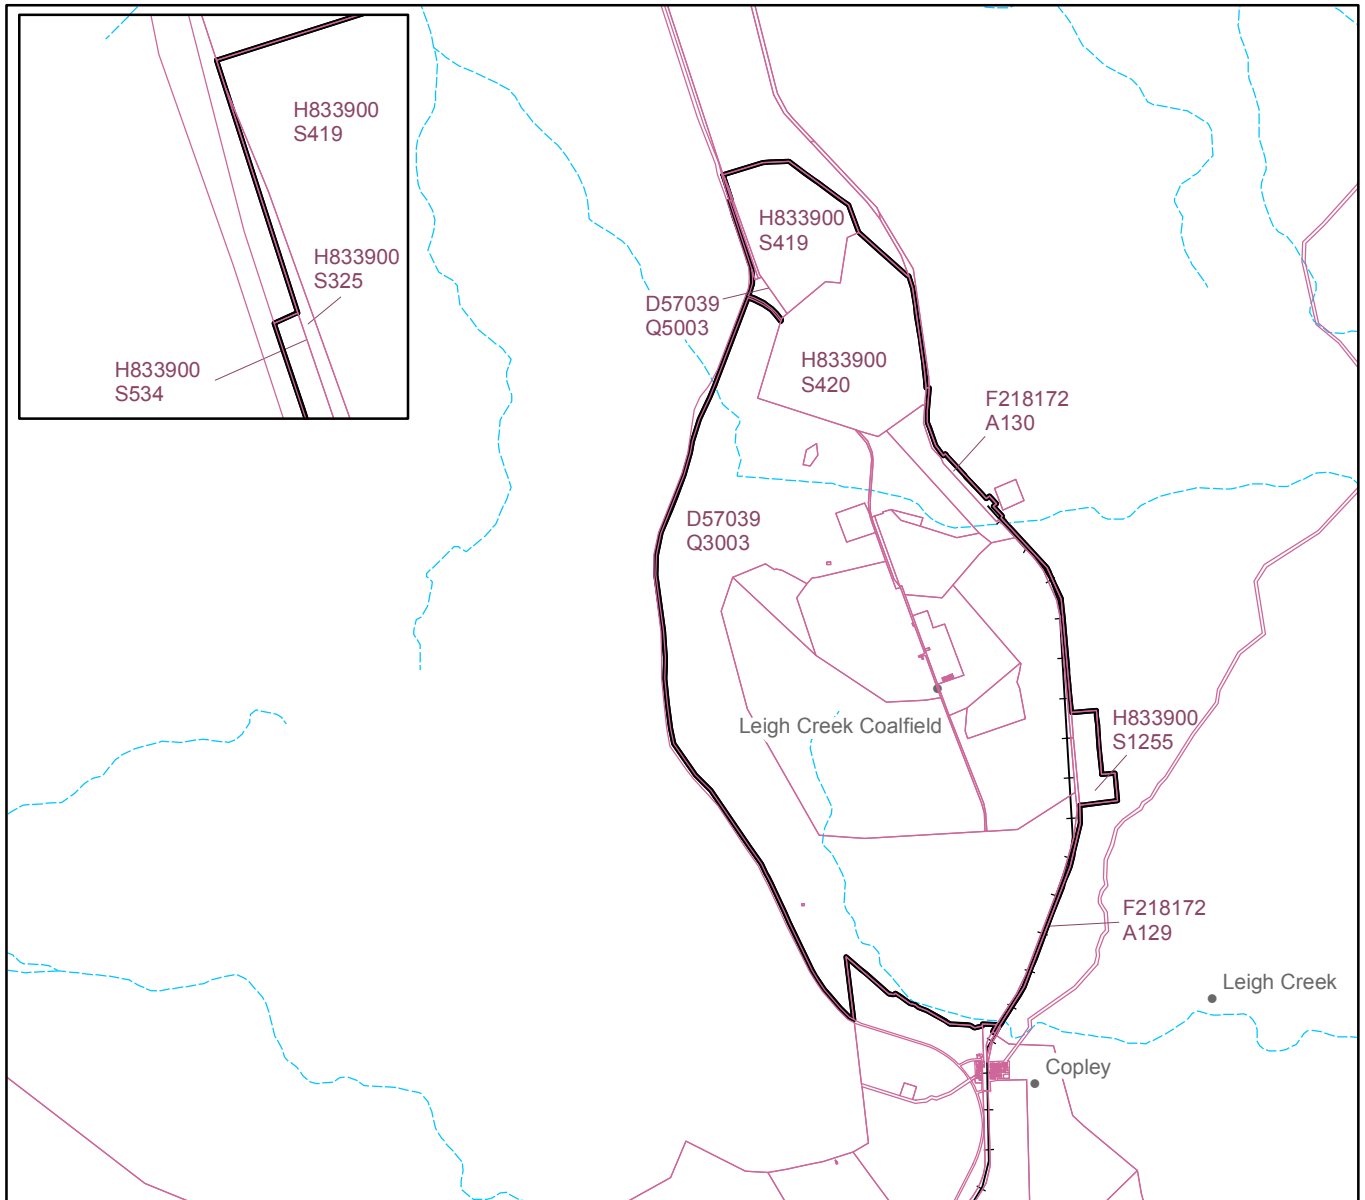 H833900
S419
H833900
S325
H833900
S534
H833900
S419
D57039
Q5003
H833900
S420
F218172
A130
D57039
Q3003
H833900
S1255
Leigh Creek Coalfield
F218172
A129
Leigh Creek
Copley